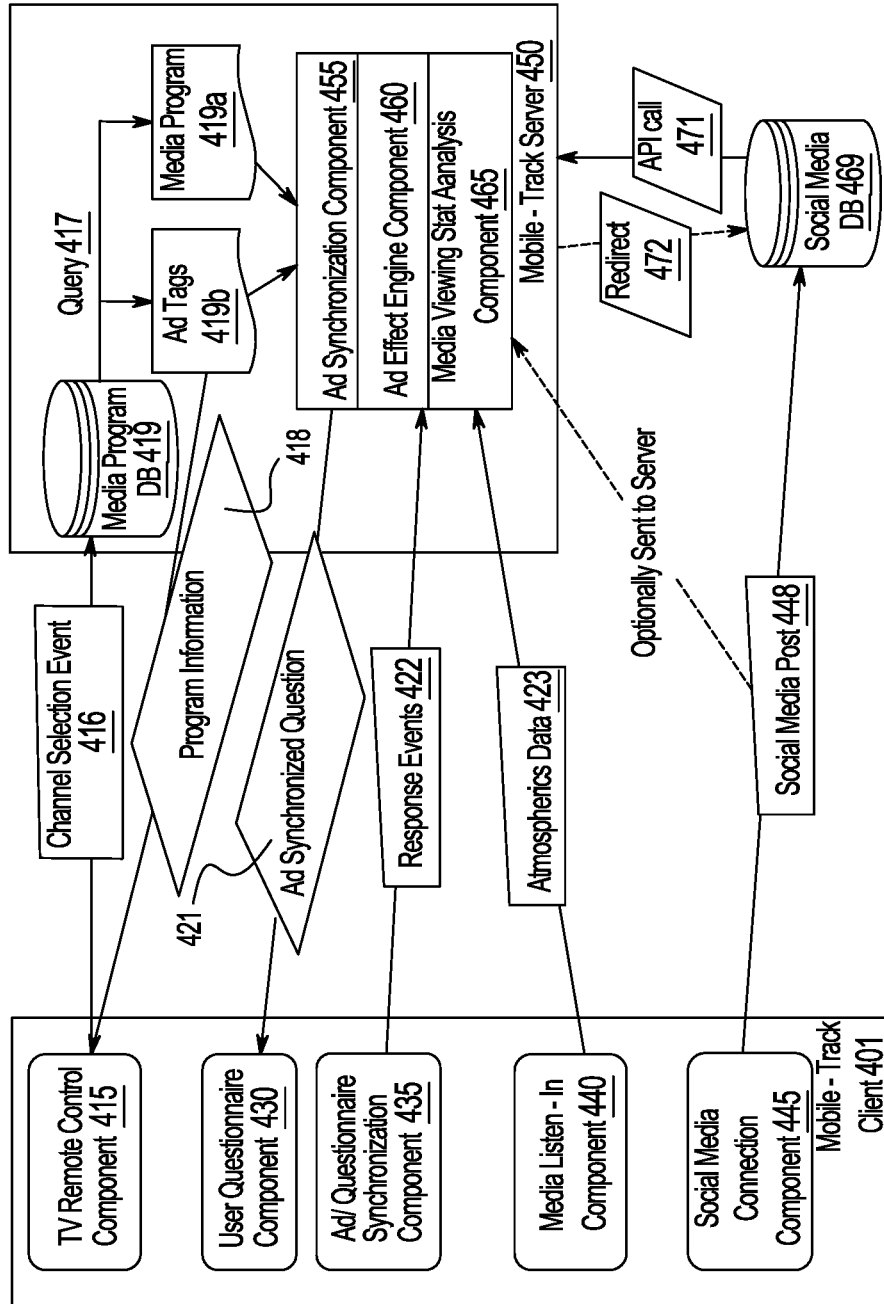 TV Remote Control
Component 415
User Questionnaire
Component 430
Ad/ Questionnaire
Synchronization
Component 435
Media Listen - In
Component 440
Social Media
Connection
Component 445
Mobile - Track
Client 401
Channel Selection Event
416
Program Information
418
Ad Synchronized Question
421
Response Events 422
Atmospherics Data 423
Social Media Post 448
Optionally Sent to Server
Media Program
DB 419
Query 417
Ad Tags
419b
Media Program
419a
Ad Synchronization Component 455
Ad Effect Engine Component 460
Media Viewing Stat Aanalysis
Component 465
Mobile - Track Server 450
Redirect
472
API call
471
Social Media
DB 469